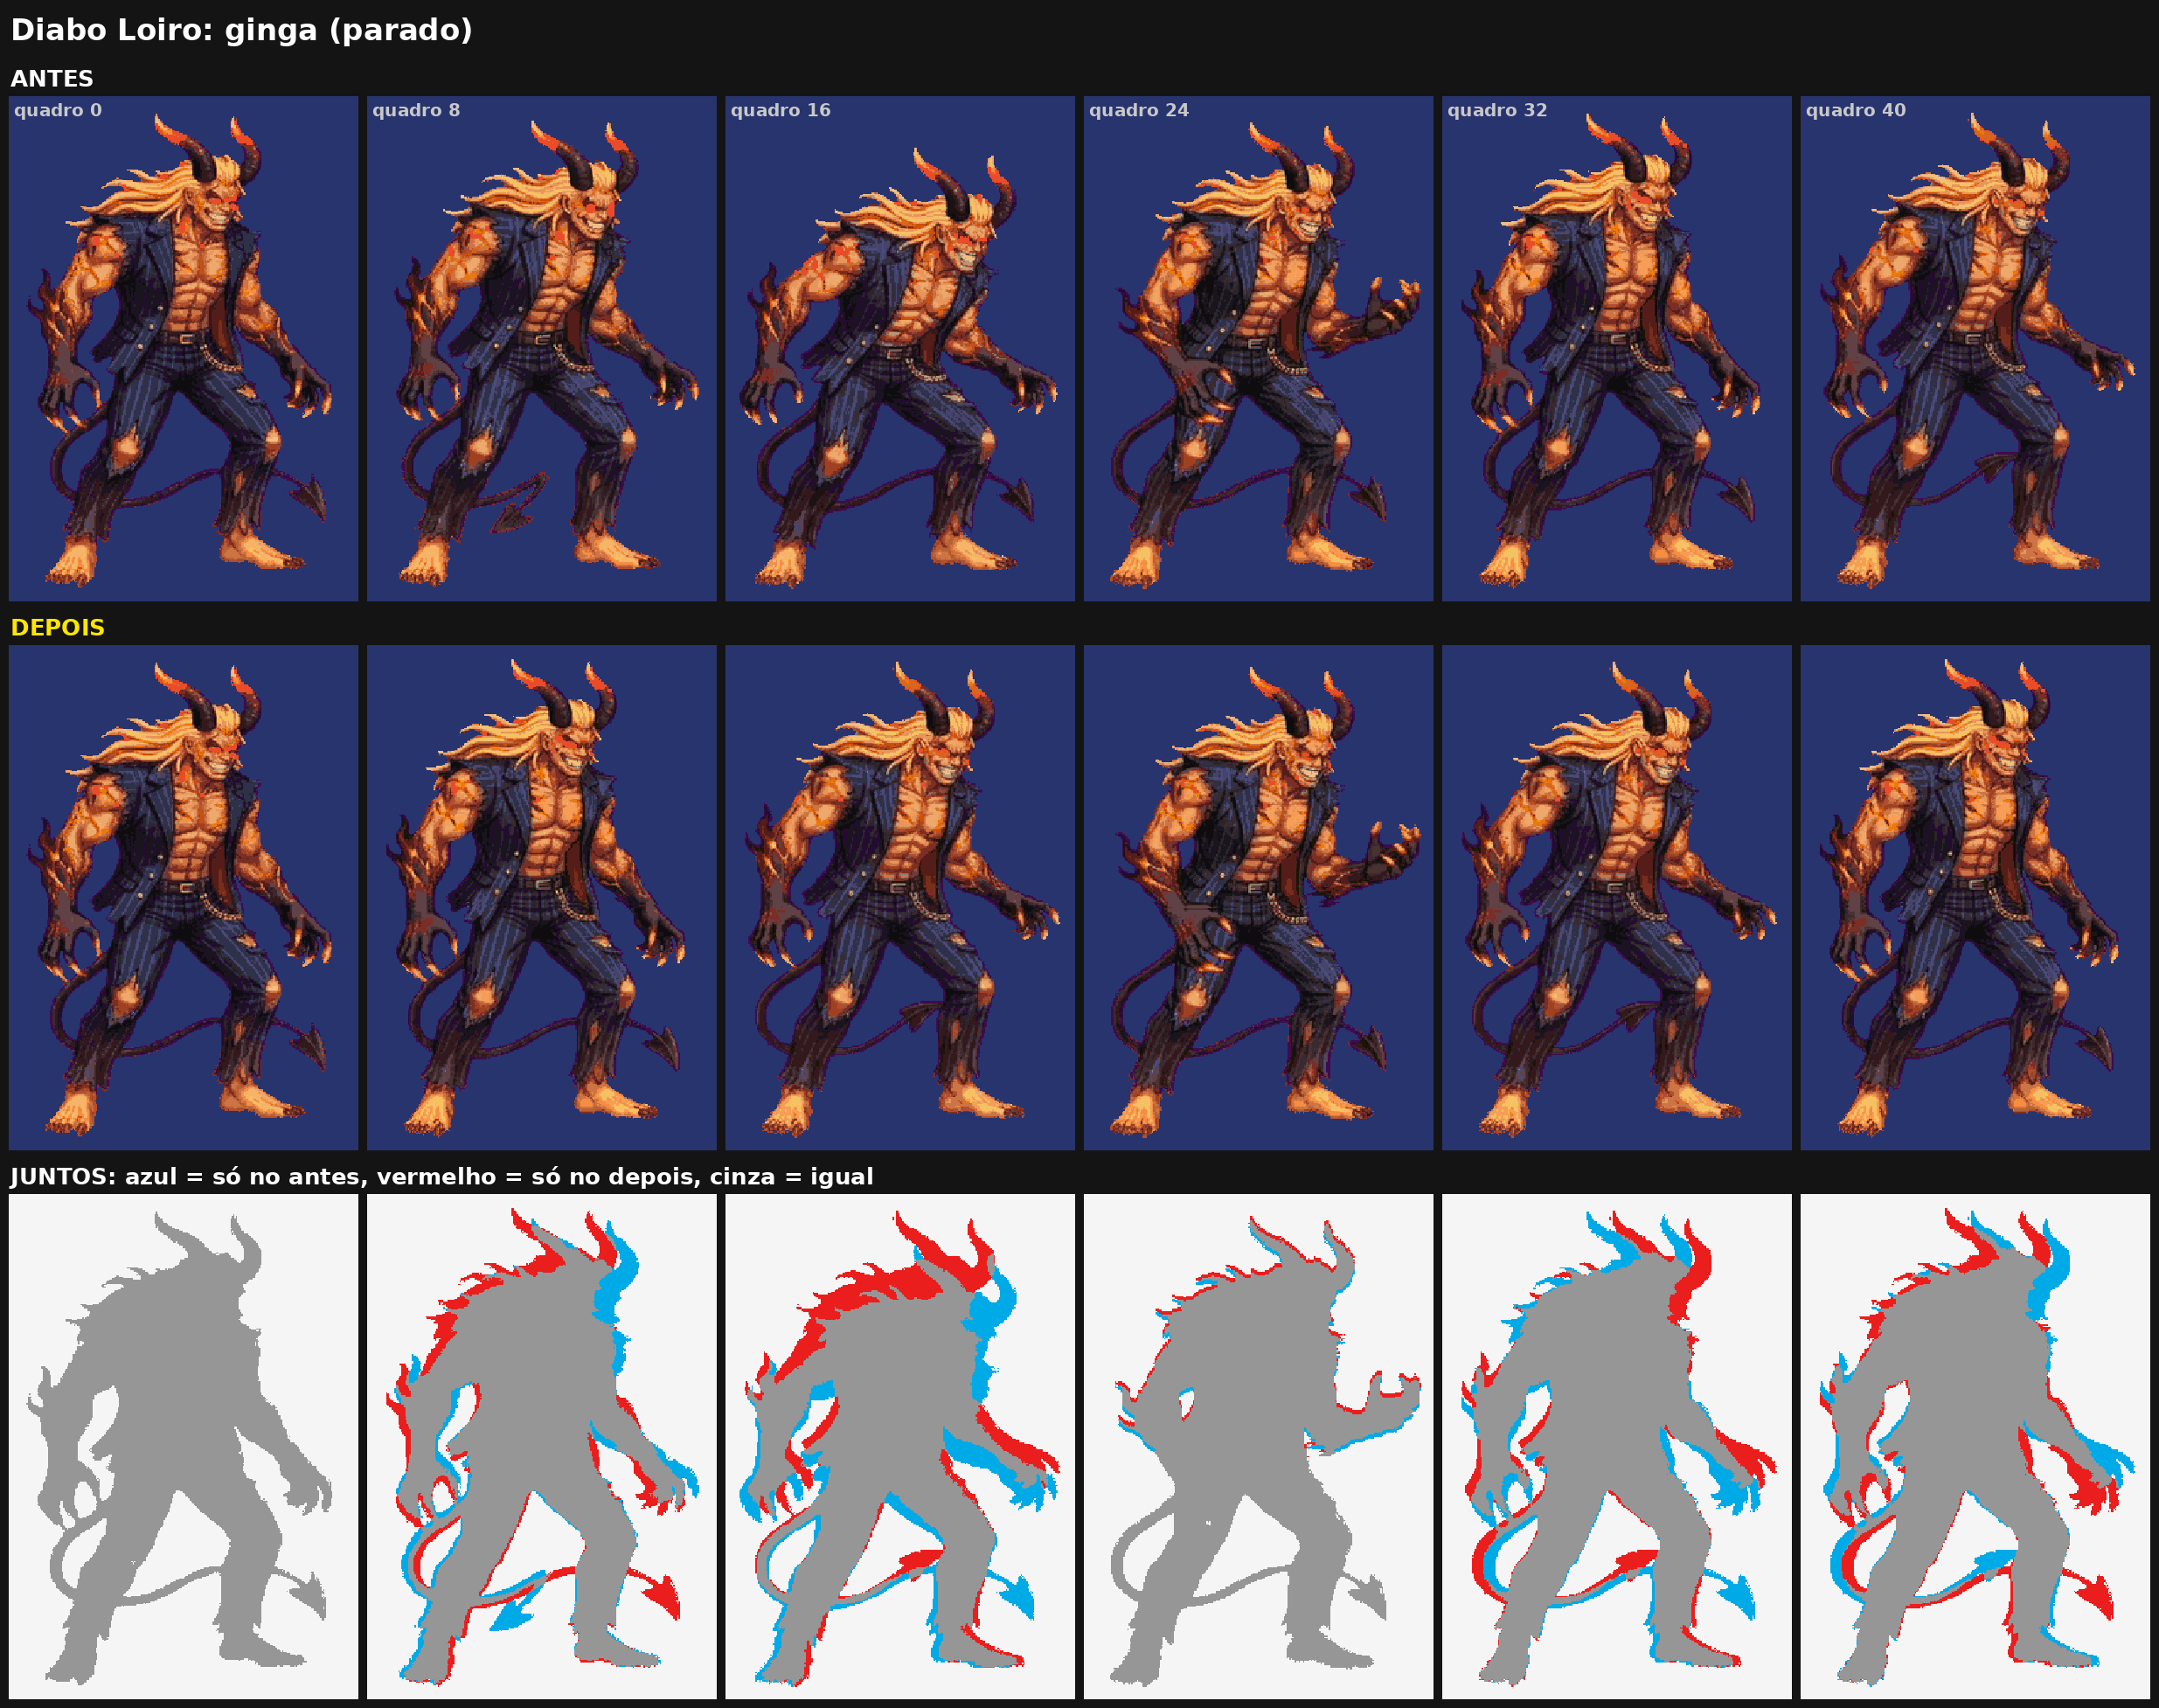 Diabo Loiro: ginga (parado)
ANTES
quadro 0
quadro 8
quadro 16
quadro 24
quadro 32
quadro 40
DEPOIS
JUNTOS: azul = só no antes, vermelho = só no depois, cinza = igual